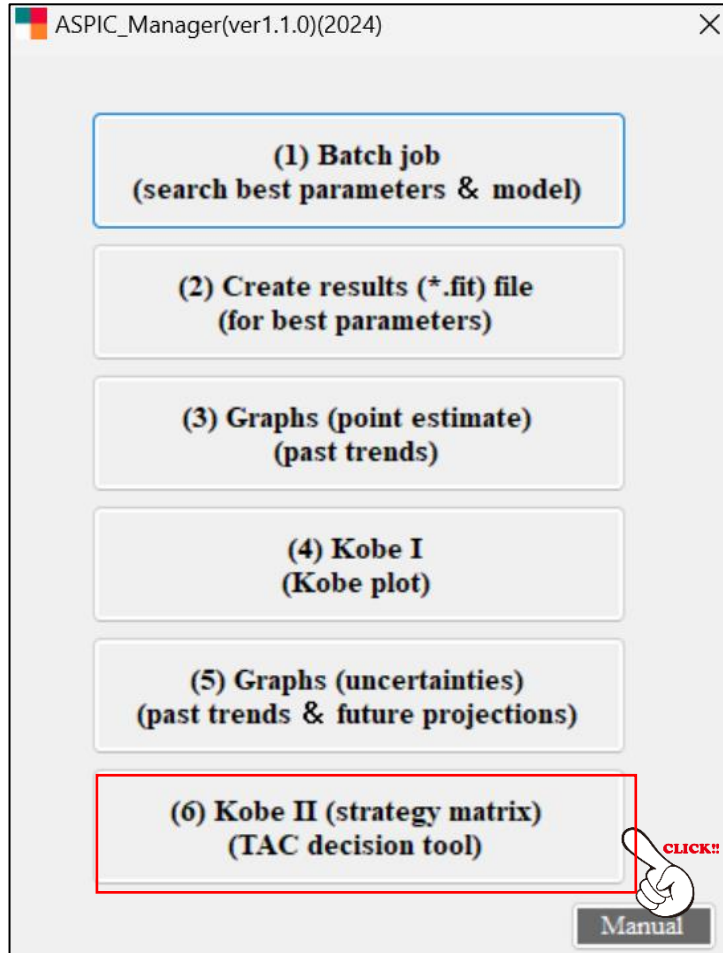 ASPIC_Manager(ver1.1.0)(2024)
(1) Batch job
(search best parameters & model)
(2) Create results (*.fit) file
(for best parameters)
(3) Graphs (point estimate)
(past trends)
(4) Kobe I
(Kobe plot)
(5) Graphs (uncertainties)
(past trends & future projections)
(6) Kobe II (strategy matrix)
(TAC decision tool)
CLICK!!
Manual